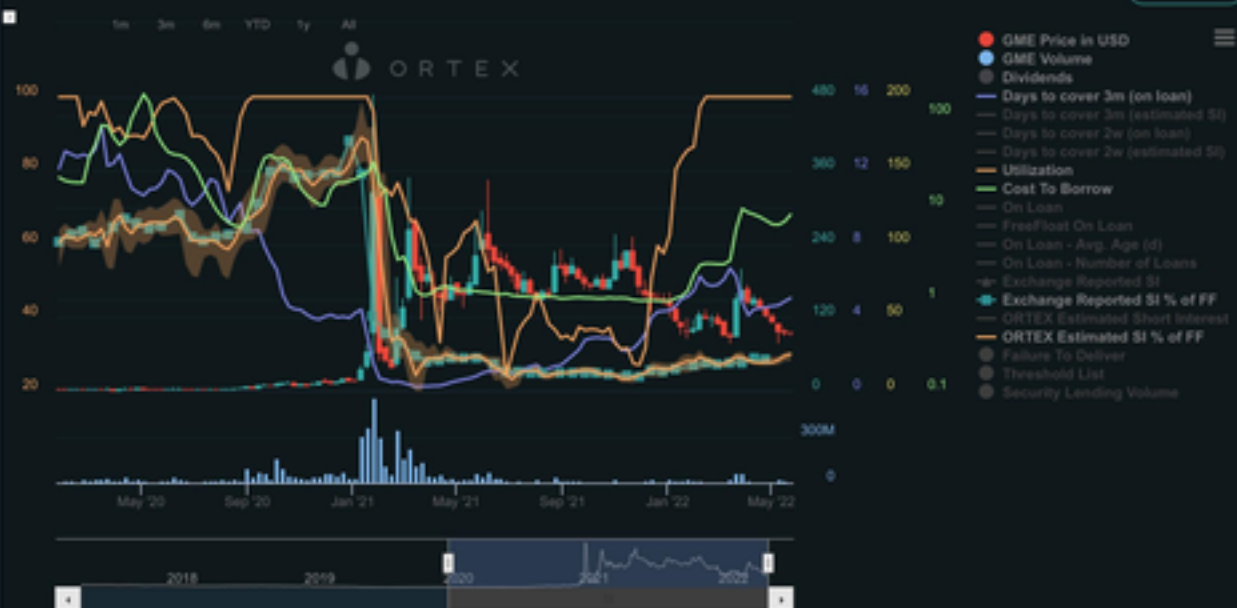 1m 3m 6m YTD 1y All
ORTEX
100 480 16 200
100
80 360 12 150
10
60 240 8 100
1
40 120 4 50
20 0 0 0 0.1
300M
0
May '20 Sep '20 Jan '21 May '21 Sep '21 Jan '22 May '22
2018 2019 2020 2021 2022
GME Price in USD
GME Volume
Dividends
Days to cover 3m (on loan)
Days to cover 3m (estimated SI)
Days to cover 2w (on loan)
Days to cover 2w (estimated SI)
Utilization
Cost To Borrow
On Loan
FreeFloat On Loan
On Loan - Avg. Age (d)
On Loan - Number of Loans
Exchange Reported SI
Exchange Reported SI % of FF
ORTEX Estimated Short Interest
ORTEX Estimated SI % of FF
Failure To Deliver
Threshold List
Security Lending Volume